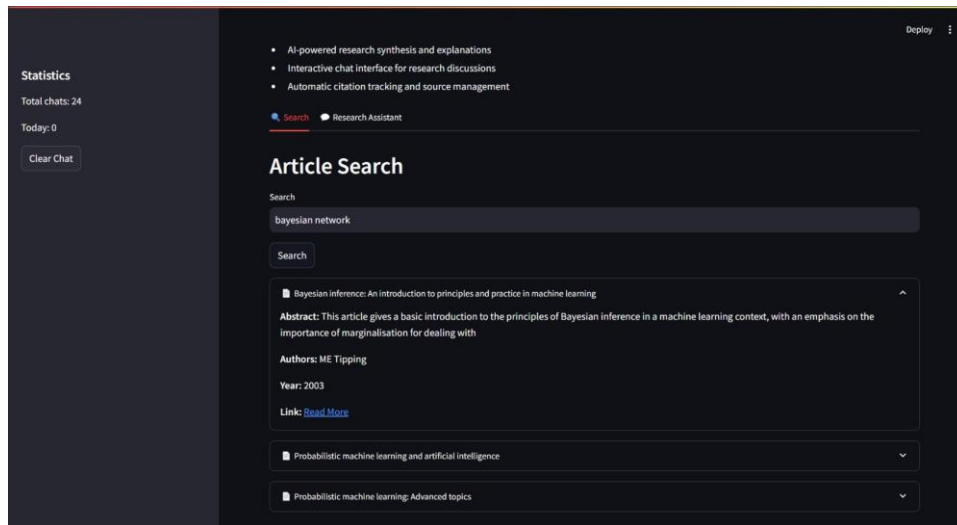 Deploy
Statistics
Total chats: 24
Today: 0
Clear Chat
• AI-powered research synthesis and explanations
• Interactive chat interface for research discussions
• Automatic citation tracking and source management
Search
Research Assistant
Article Search
Search
bayesian network
Search
Bayesian inference: An introduction to principles and practice in machine learning
Abstract: This article gives a basic introduction to the principles of Bayesian inference in a machine learning context, with an emphasis on the
importance of marginalisation for dealing with
Authors: ME Tipping
Year: 2003
Link: Read More
Probabilistic machine learning and artificial intelligence
Probabilistic machine learning: Advanced topics